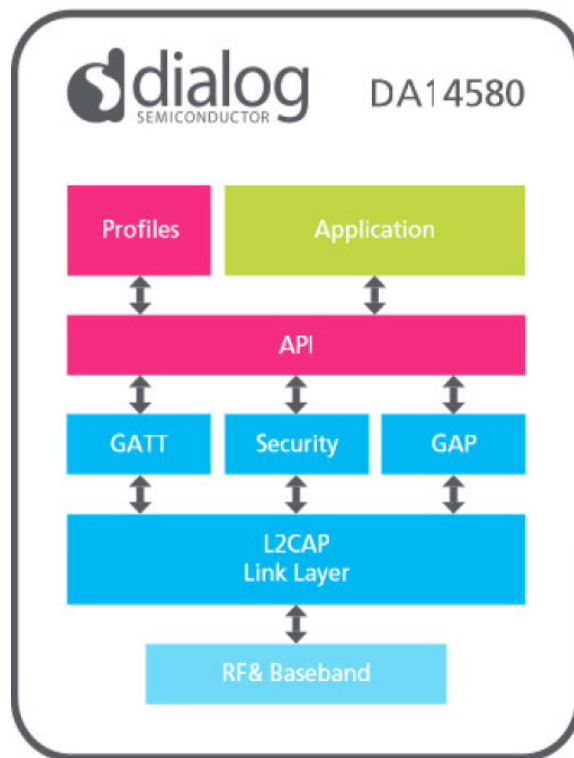 dialog
SEMICONDUCTOR
DA14580
Profiles
Application
API
GATT
Security
GAP
L2CAP
Link Layer
RF& Baseband